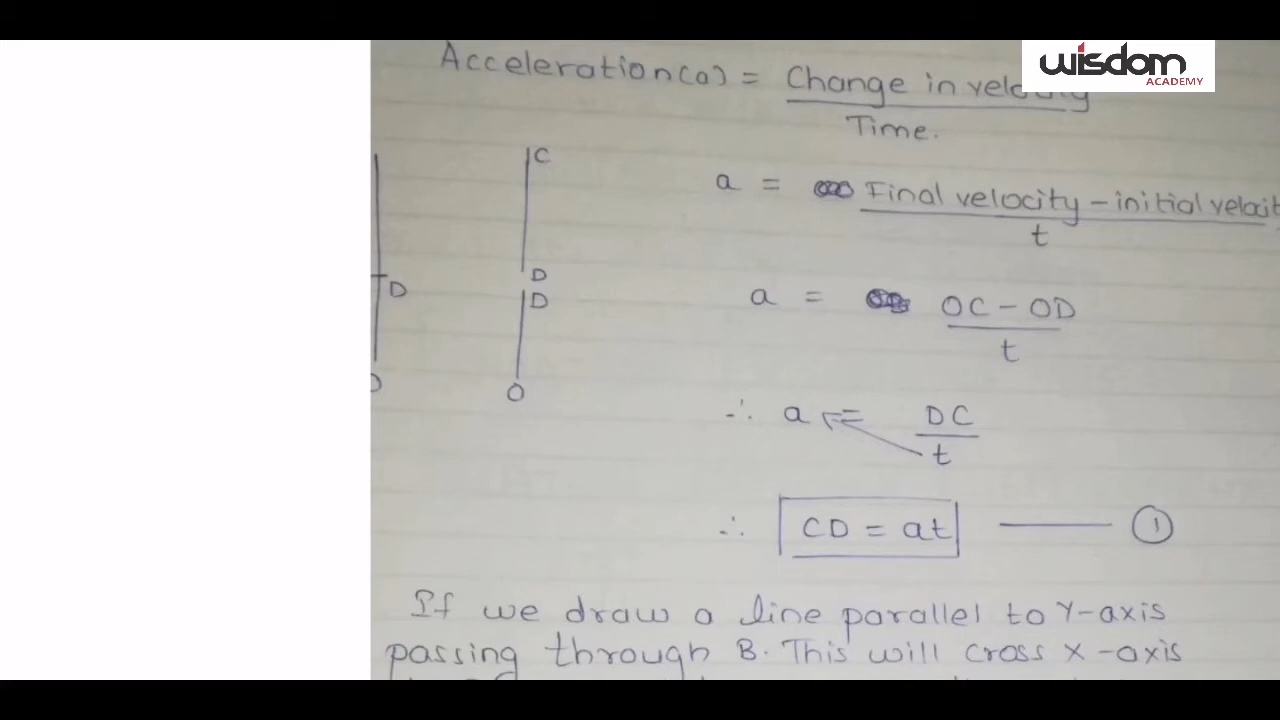 Acceleration(a) = Change in velocity
Time.
wisdom
ACADEMY
C
a = Final velocity - initial velocit
t
D
D
D
a = OC - OD
t
O
∴ a = DC
t
∴ CD = at ①
If we draw a line parallel to Y-axis
passing through B. This will cross X-axis